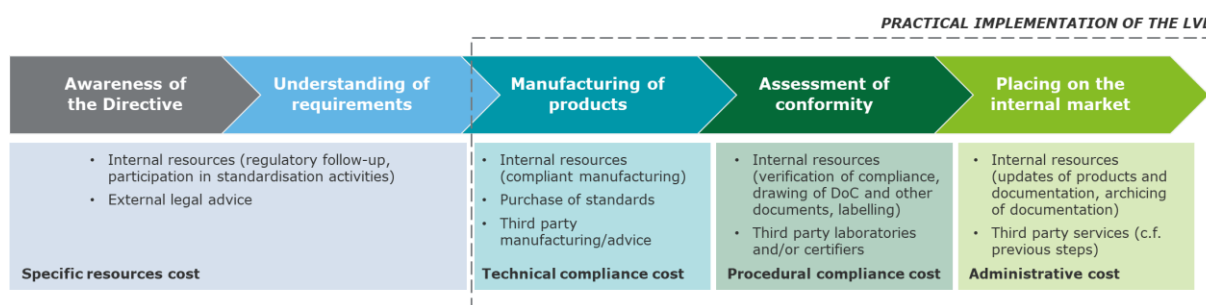 PRACTICAL IMPLEMENTATION OF THE LVD
Awareness of
the Directive
Understanding of
requirements
Manufacturing of
products
Assessment of
conformity
Placing on the
internal market
• Internal resources (regulatory follow-up,
participation in standardisation activities)
• External legal advice
Specific resources cost
• Internal resources
(compliant manufacturing)
• Purchase of standards
• Third party
manufacturing/advice
Technical compliance cost
• Internal resources
(verification of compliance,
drawing of DoC and other
documents, labelling)
• Third party laboratories
and/or certifiers
Procedural compliance cost
• Internal resources
(updates of products and
documentation, archicing
of documentation)
• Third party services (c.f.
previous steps)
Administrative cost